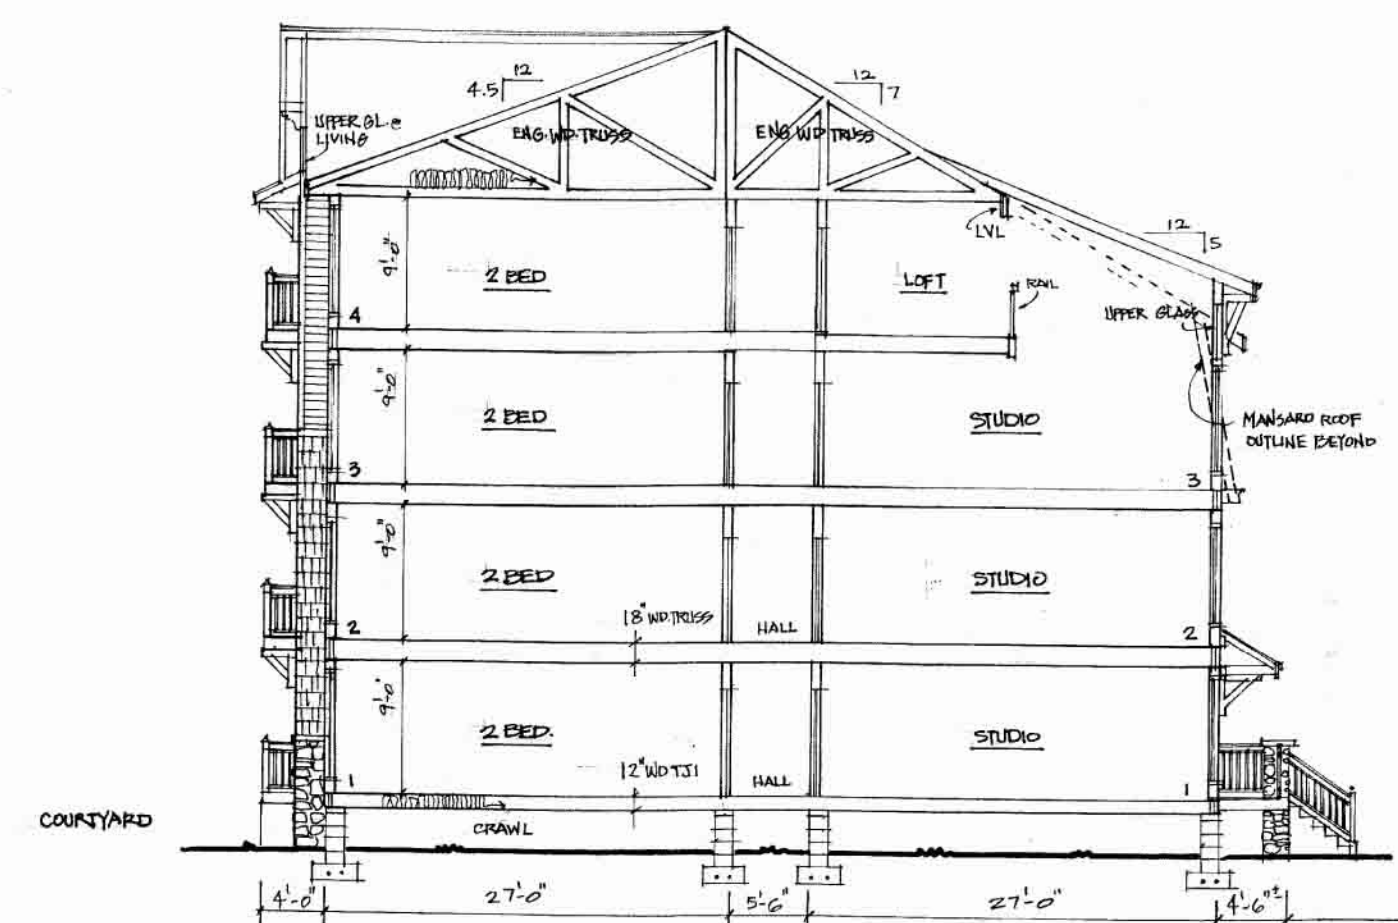 12
4.5
12
7
UPPER GL. @
LIVING
ENG. WD. TRUSS
ENG WD TRUSS
LVL
12
5
9'-0"
2 BED
LOFT
RAIL
UPPER GLASS
4
9'-0"
2 BED
STUDIO
MANSARD ROOF
OUTLINE BEYOND
3
3
9'-0"
2 BED
STUDIO
18" WD. TRUSS
HALL
2
2
9'-0"
2 BED.
STUDIO
12" WD TJI
HALL
1
1
COURTYARD
CRAWL
4'-0"
27'-0"
5'-6"
27'-0"
4'-6"±